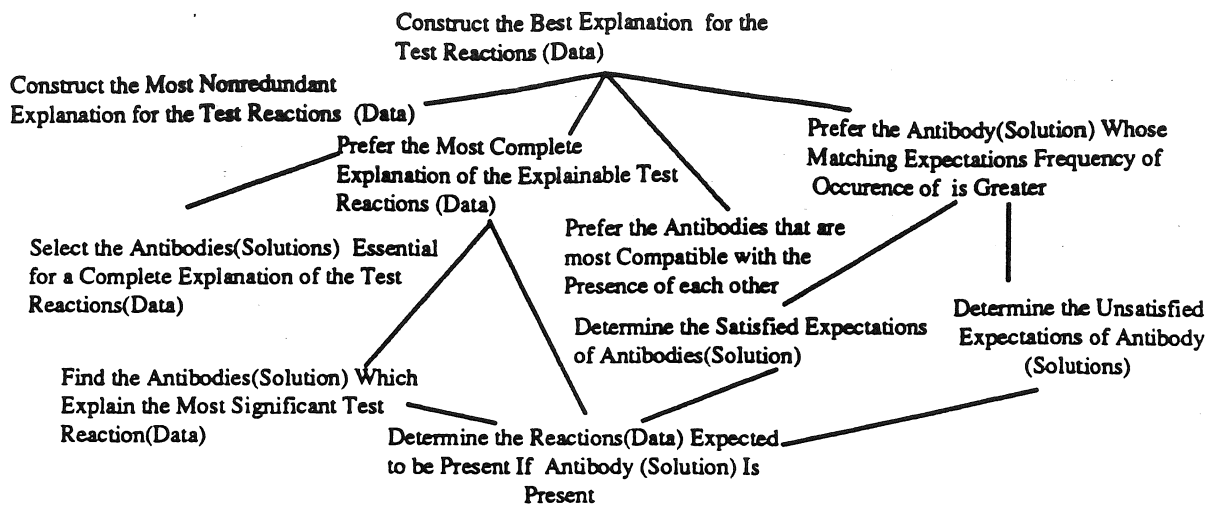 Construct the Best Explanation for the
Test Reactions (Data)
Construct the Most Nonredundant
Explanation for the Test Reactions (Data)
Prefer the Most Complete
Explanation of the Explainable Test
Reactions (Data)
Prefer the Antibody(Solution) Whose
Matching Expectations Frequency of
Occurence of is Greater
Select the Antibodies(Solutions) Essential
for a Complete Explanation of the Test
Reactions(Data)
Prefer the Antibodies that are
most Compatible with the
Presence of each other
Determine the Satisfied Expectations
of Antibodies(Solution)
Determine the Unsatisfied
Expectations of Antibody
(Solutions)
Find the Antibodies(Solution) Which
Explain the Most Significant Test
Reaction(Data)
Determine the Reactions(Data) Expected
to be Present If Antibody (Solution) Is
Present